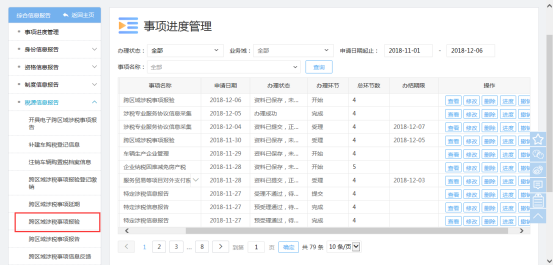 综合信息报告 返回主页
事项进度管理
身份信息报告
资格信息报告
制度信息报告
税源信息报告
开具电子跨区域涉税事项报
告
补建车购税登记信息
注销车辆购置税档案信息
跨区域涉税事项报验登记撤
销
跨区域涉税事项延期
跨区域涉税事项报验
跨区域涉税事项报告
跨区域涉税事项信息反馈
事项进度管理
办理状态： 全部 业务域： 全部 申请日期起止： 2018-11-01 - 2018-12-06
事项名称： 全部 查询
事项名称 申请日期 办理状态 办理环节 总环节数 办结期限 操作
跨区域涉税事项报验 2018-12-06 资料已保存，未... 开始 4 查看 修改 删除 进度 撤销
涉税专业服务协议信息采集 2018-12-05 办理成功 完成 4 查看 修改 删除 进度 撤销
涉税专业服务协议信息采集 2018-12-04 资料已提交，正... 受理 4 2018-12-07 查看 修改 删除 进度 撤销
跨区域涉税事项报验 2018-11-30 资料已保存，未... 受理 4 2018-12-05 查看 修改 删除 进度 撤销
车辆生产企业管理 2018-11-29 资料已保存，未... 开始 4 查看 修改 删除 进度 撤销
企业纳税困难减免房产税 2018-11-28 资料已保存，未... 开始 5 查看 修改 删除 进度 撤销
服务贸易等项目对外支付税 2018-11-28 资料已提交，正... 受理 4 2018-12-03 查看 修改 删除 进度 撤销
特定涉税信息报告 2018-11-27 受理不通过，待... 提交 4 查看 修改 删除 进度 撤销
特定涉税信息报告 2018-11-27 预受理通过，待... 完成 4 查看 修改 删除 进度 撤销
特定涉税信息报告 2018-11-27 预受理通过，待... 完成 4 查看 修改 删除 进度 撤销
1 2 3 ... 8 到第 1 页 确定 共 79 条 10 条/页